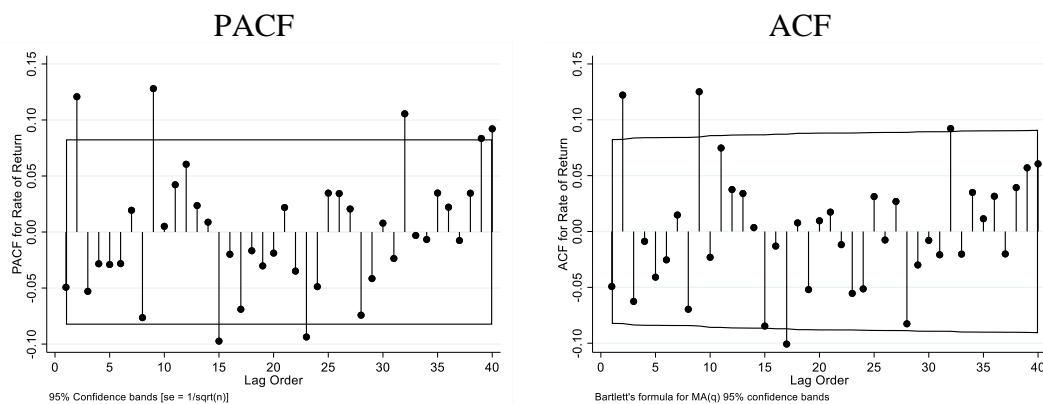 PACF
PACF for Rate of Return
0.15
0.10
0.05
0.00
-0.05
-0.10
0 5 10 15 20 25 30 35 40
Lag Order
95% Confidence bands [se = 1/sqrt(n)]
ACF
ACF for Rate of Return
0.15
0.10
0.05
0.00
-0.05
-0.10
0 5 10 15 20 25 30 35 40
Lag Order
Bartlett's formula for MA(q) 95% confidence bands